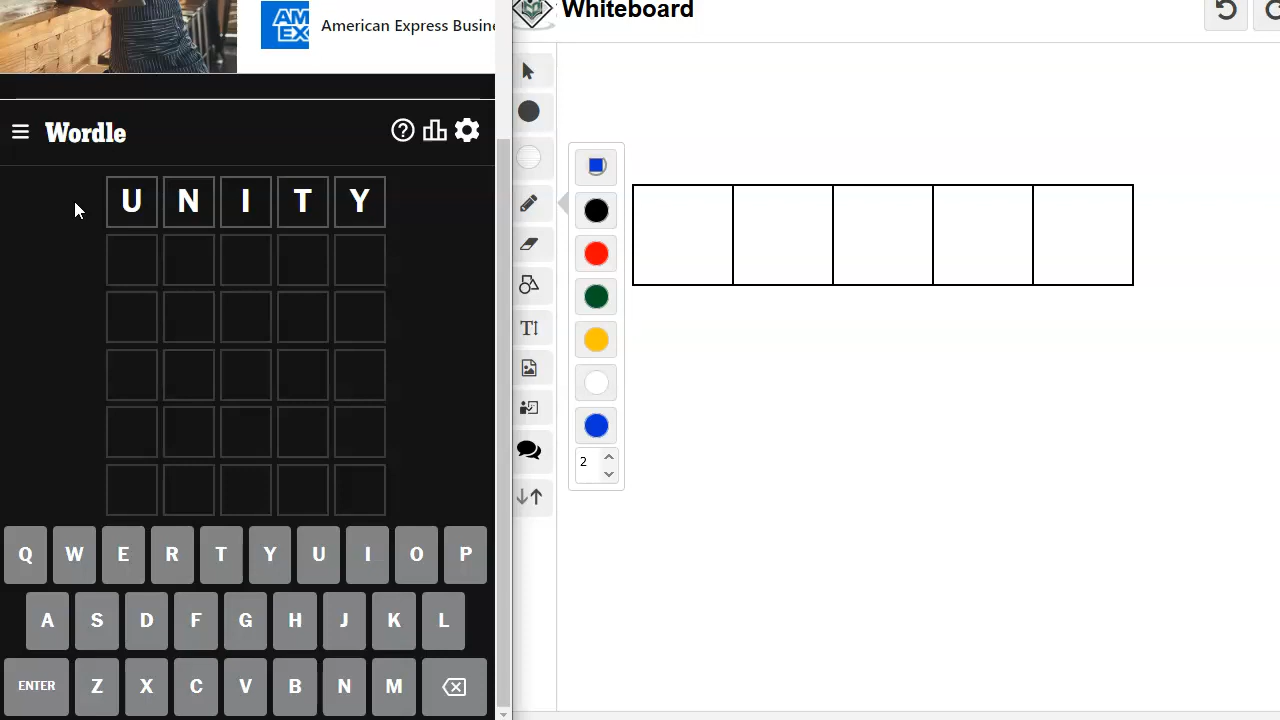 Whiteboard
AM
EX
American Express Busine
Wordle
U N I T Y
2
TI
Q W E R T Y U I O P
A S D F G H J K L
ENTER Z X C V B N M